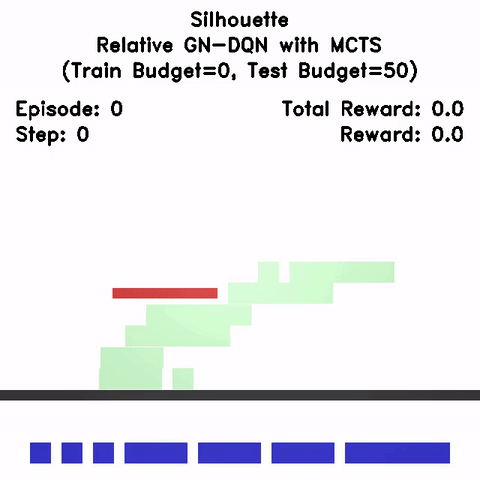 Silhouette
Relative GN-DQN with MCTS
(Train Budget=0, Test Budget=50)
Episode: 0
Total Reward: 0.0
Step: 0
Reward: 0.0